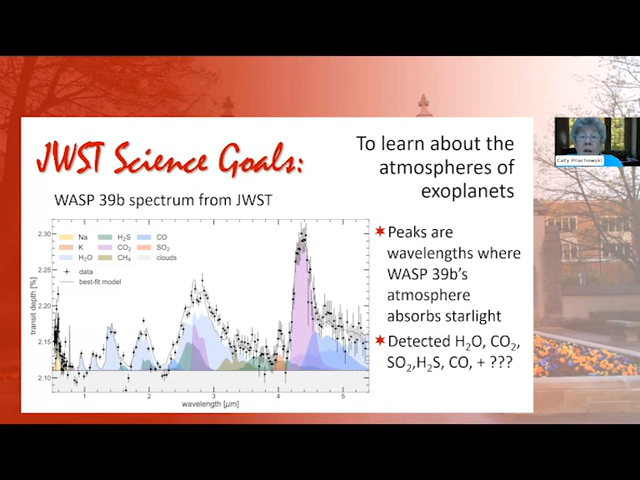 JWST Science Goals:
To learn about the
atmospheres of
exoplanets
Caty Pilachowski
WASP 39b spectrum from JWST
Na
H₂S
CO
K
CO₂
SO₂
H₂O
CH₄
clouds
data
best-fit model
2.30
2.25
2.20
2.15
2.10
transit depth [%]
1
2
3
4
5
wavelength [μm]
Peaks are
wavelengths where
WASP 39b's
atmosphere
absorbs starlight
Detected H₂O, CO₂,
SO₂,H₂S, CO, + ???